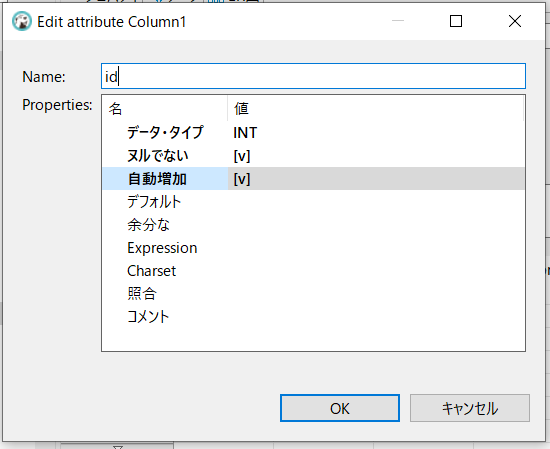 Edit attribute Column1
Name: id
Properties: 名 値
データ・タイプ INT
ヌルでない [v]
自動増加 [v]
デフォルト
余分な
Expression
Charset
照合
コメント
OK キャンセル